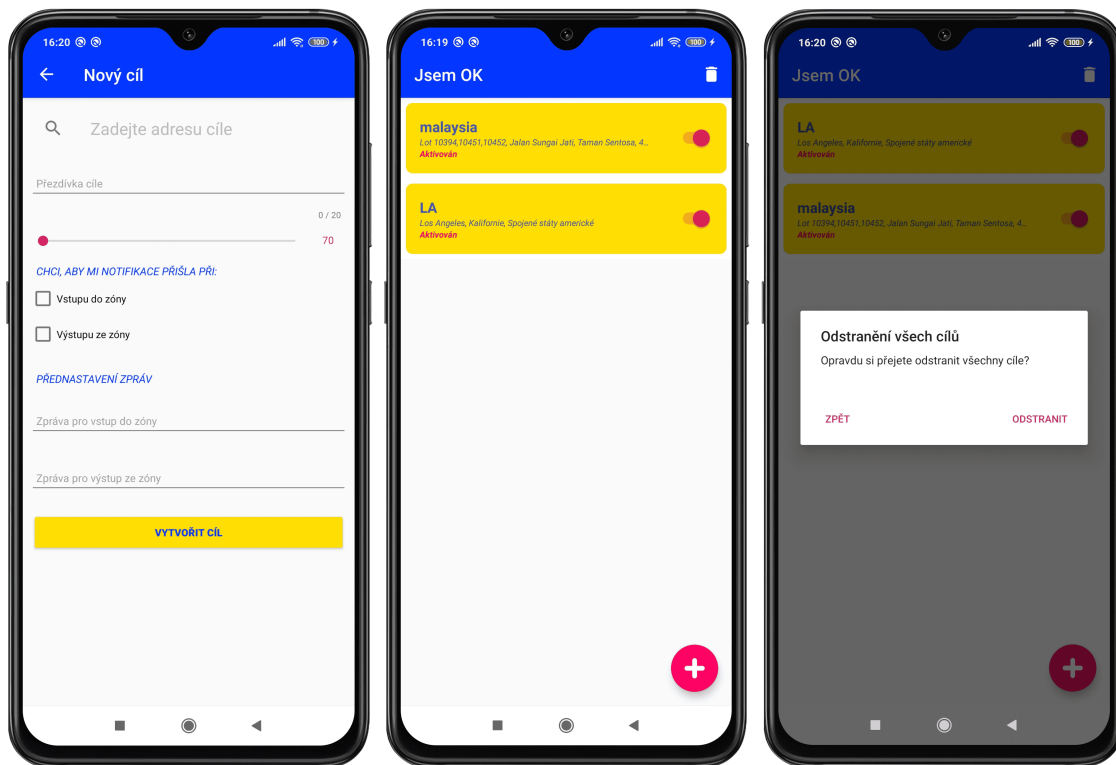 16:20
100
Nový cíl
Zadejte adresu cíle
Přezdívka cíle
0 / 20
70
CHCI, ABY MI NOTIFIKACE PŘIŠLA PŘI:
Vstupu do zóny
Výstupu ze zóny
PŘEDNASTAVENÍ ZPRÁV
Zpráva pro vstup do zóny
Zpráva pro výstup ze zóny
VYTVOŘIT CÍL
16:19
100
Jsem OK
malaysia
Lot 10394,10451,10452, Jalan Sungai Jati, Taman Sentosa, 4..
Aktivován
LA
Los Angeles, Kalifornie, Spojené státy americké
Aktivován
16:20
100
Jsem OK
LA
Los Angeles, Kalifornie, Spojené státy americké
Aktivován
malaysia
Lot 10394,10451,10452, Jalan Sungai Jati, Taman Sentosa, 4..
Aktivován
Odstranění všech cílů
Opravdu si přejete odstranit všechny cíle?
ZPĚT
ODSTRANIT